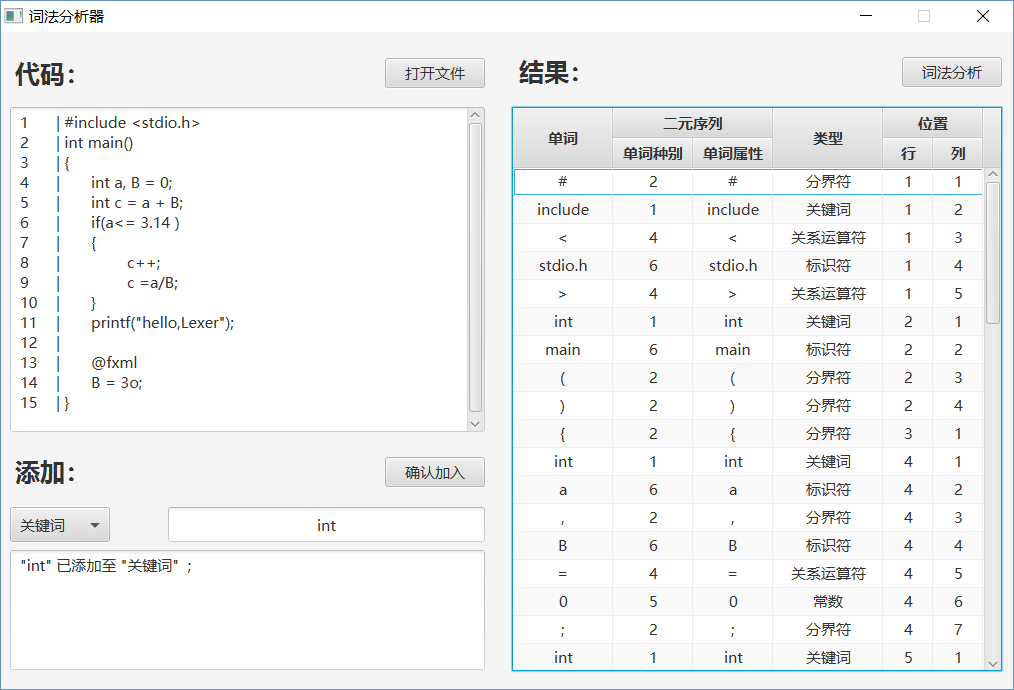 词法分析器
代码：
打开文件
1 |#include <stdio.h>
2 |int main()
3 |{
4 | int a, B = 0;
5 | int c = a + B;
6 | if(a<= 3.14 )
7 | {
8 | c++;
9 | c =a/B;
10 | }
11 | printf("hello,Lexer");
12 |
13 | @fxml
14 | B = 3o;
15 |}
添加：
确认加入
关键词
int
"int" 已添加至 "关键词" ;
结果：
词法分析
单词 二元序列 类型 位置
单词种别 单词属性 行 列
# 2 # 分界符 1 1
include 1 include 关键词 1 2
< 4 < 关系运算符 1 3
stdio.h 6 stdio.h 标识符 1 4
> 4 > 关系运算符 1 5
int 1 int 关键词 2 1
main 6 main 标识符 2 2
( 2 ( 分界符 2 3
) 2 ) 分界符 2 4
{ 2 { 分界符 3 1
int 1 int 关键词 4 1
a 6 a 标识符 4 2
, 2 , 分界符 4 3
B 6 B 标识符 4 4
= 4 = 关系运算符 4 5
0 5 0 常数 4 6
; 2 ; 分界符 4 7
int 1 int 关键词 5 1